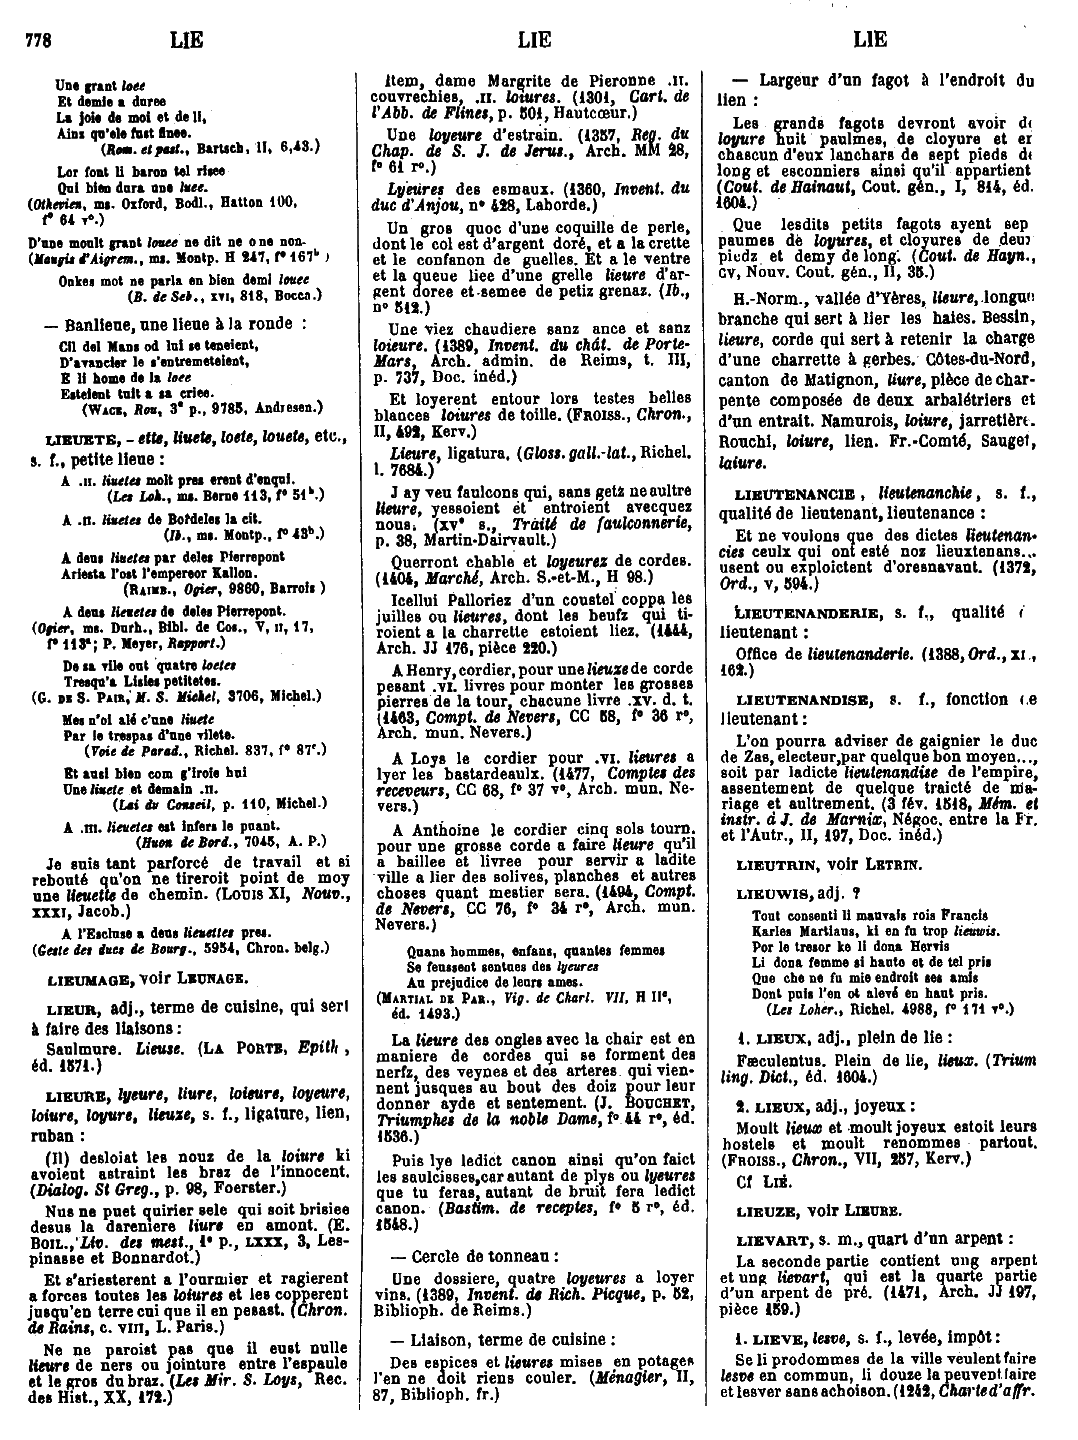 778 LIE LIE LIE
Une grant loee
Et demie a duree
La joie de moi et de li,
Ainz qu'ele fust finee.
(Rom. et past., Bartsch, II, 6,43.)
Lor font li baron tel risee
Qui bien dura une luee.
(Otherien, ms. Oxford, Bodl., Hatton 100,
f° 64 v°.)
D'une moult grant louee ne dit ne o ne non-
(Maugis d'Aigrem., ms. Montp. H 247, f° 167b )
Onkes mot ne parla en bien demi louee
(B. de Seb., XVI, 818, Bocca.)
— Banlieue, une lieue à la ronde :
Cil del Mans od lui se teneient,
D'avancier le s'entremeteient,
E li home de la loee
Esteient tuit a sa criee.
(WACE, Rou, 3e p., 9785, Andresen.)
LIEUETE, - ette, liuete, loete, louete, etc.,
s. f., petite lieue :
A .II. liuetes molt pres erent d'enqui.
(Les Loh., ms. Berne 113, f° 51b.)
A .II. liuetes de Bordeles la cit.
(Ib., ms. Montp., f° 43b.)
A deus liuetes par deles Pierrepont
Ariesta l'ost l'empereor Kallon.
(RAIMB., Ogier, 9860, Barrois )
A deus lieuetes de deles Pierrepont.
(Ogier, ms. Durh., Bibl. de Cos., V, II, 17,
f° 113a; P. Meyer, Rapport.)
De sa vile out quatre loetes
Tresqu'a Lisies petitetes.
(G. DE S. PAIR, M. S. Michel, 3706, Michel.)
Mes n'oi alé c'une liuete
Par le trespas d'une vilete.
(Voie de Parad., Richel. 837, f° 87c.)
Et ausi bien com g'irole hui
Une liuete et demain .II.
(Lai du Conseil, p. 110, Michel.)
A .III. lieuetes est infers le puant.
(Huon de Bord., 7045, A. P.)
Je suis tant parforcé de travail et si
rebouté qu'on ne tireroit point de moy
une lieuette de chemin. (LOUIS XI, Nouv.,
XXXI, Jacob.)
A l'Escluse a deus lieuettes pres.
(Geste des ducs de Bourg., 5954, Chron. belg.)
LIEUMAGE, voir LEUNAGE.
LIEUR, adj., terme de cuisine, qui sert
à faire des liaisons :
Saulmure. Lieuse. (LA PORTE, Epith ,
éd. 1571.)
LIEURE, lyeure, liure, loieure, loyeure,
loiure, loyure, lieuze, s. f., ligature, lien,
ruban :
(Il) desloiat les nouz de la loiure ki
avoient astraint les braz de l'innocent.
(Dialog. St Greg., p. 98, Foerster.)
Nus ne puet quirier sele qui soit brisiee
desus la dareniere liure en amont. (E.
BOIL., Liv. des mest., 1e p., LXXX, 3, Les-
pinasse et Bonnardot.)
Et s'ariesterent a l'ourmier et ragierent
a forces toutes les loiures et les copperent
jusqu'en terre cui que il en pesast. (Chron.
de Rains, c. VIII, L. Paris.)
Ne ne paroist pas que il eust nulle
lieure de ners ou jointure entre l'espaule
et le gros du braz. (Les Mir. S. Loys, Rec.
des Hist., XX, 172.)
Item, dame Margrite de Pieronne .II.
couvrechies, .II. loiures. (1301, Cart. de
l'Abb. de Flines, p. 501, Hautcœur.)
Une loyeure d'estrain. (1357, Reg. du
Chap. de S. J. de Jerus., Arch. MM 28,
f° 61 r°.)
Lyeures des esmaux. (1360, Invent. du
duc d'Anjou, n° 428, Laborde.)
Un gros quoc d'une coquille de perle,
dont le col est d'argent doré, et a la crette
et le confanon de guelles. Et a le ventre
et la queue liee d'une grelle lieure d'ar-
gent doree et semee de petiz grenaz. (Ib.,
n° 512.)
Une viez chaudiere sanz ance et sanz
loieure. (1389, Invent. du chât. de Porte-
Mars, Arch. admin. de Reims, t. III,
p. 737, Doc. inéd.)
Et loyerent entour lors testes belles
blances loiures de toille. (FROISS., Chron.,
II, 492, Kerv.)
Lieure, ligatura. (Gloss. gall.-lat., Richel.
l. 7684.)
J ay veu faulcons qui, sans getz ne aultre
lieure, yessoient et entroient avecquez
nous. (XVe s., Traité de faulconnerie,
p. 38, Martin-Dairvault.)
Querront chable et loyeurez de cordes.
(1404, Marché, Arch. S.-et-M., H 98.)
Icellui Palloriez d'un coustel coppa les
juilles ou lieures, dont les beufz qui ti-
roient a la charrette estoient liez. (1444,
Arch. JJ 176, pièce 220.)
A Henry, cordier, pour une lieuze de corde
pesant .VI. livres pour monter les grosses
pierres de la tour, chacune livre .XV. d. t.
(1463, Compt. de Nevers, CC 58, f° 36 r°,
Arch. mun. Nevers.)
A Loys le cordier pour .VI. lieures a
lyer les bastardeaulx. (1477, Comptes des
receveurs, CC 68, f° 37 v°, Arch. mun. Ne-
vers.)
A Anthoine le cordier cinq sols tourn.
pour une grosse corde a faire lieure qu'il
a baillee et livree pour servir a ladite
ville a lier des solives, planches et autres
choses quant mestier sera. (1494, Compt.
de Nevers, CC 76, f° 34 r°, Arch. mun.
Nevers.)
Quans hommes, enfans, quantes femmes
Se feussent sentues des lyeures
Au prejudice de leurs ames.
(MARTIAL DE PAR., Vig. de Charl. VII, H IIc,
éd. 1493.)
La lieure des ongles avec la chair est en
maniere de cordes qui se forment des
nerfz, des veynes et des arteres qui vien-
nent jusques au bout des doiz pour leur
donner ayde et sentement. (J. BOUCHET,
Triumphes de la noble Dame, f° 44 r°, éd.
1536.)
Puis lye ledict canon ainsi qu'on faict
les saulcisses, car autant de plys ou lyeures
que tu feras, autant de bruit fera ledict
canon. (Bastim. de receptes, f° 5 r°, éd.
1548.)
— Cercle de tonneau :
Une dossiere, quatre loyeures a loyer
vins. (1389, Invent. de Rich. Picque, p. 52,
Biblioph. de Reims.)
— Liaison, terme de cuisine :
Des espices et lieures mises en potages
l'en ne doit riens couler. (Ménagier, II,
87, Biblioph. fr.)
— Largeur d'un fagot à l'endroit du
lien :
Les grands fagots devront avoir de
loyure huit paulmes, de cloyure et er
chascun d'eux lanchars de sept pieds de
long et esconniers ainsi qu'il appartient
(Cout. de Hainaut, Cout. gén., I, 814, éd.
1604.)
Que lesdits petits fagots ayent sep
paumes de loyures, et cloyures de deux
piedz et demy de long. (Cout. de Hayn.,
CV, Nouv. Cout. gén., II, 35.)
H.-Norm., vallée d'Yères, lieure, longue
branche qui sert à lier les haies. Bessin,
lieure, corde qui sert à retenir la charge
d'une charrette à gerbes. Côtes-du-Nord,
canton de Matignon, liure, pièce de char-
pente composée de deux arbalétriers et
d'un entrait. Namurois, loiure, jarretière.
Rouchi, loiure, lien. Fr.-Comté, Sauget,
laiure.
LIEUTENANCIE, lieutenanchie, s. f.,
qualité de lieutenant, lieutenance :
Et ne voulons que des dictes lieutenan-
cies ceulx qui ont esté noz lieuxtenans...
usent ou exploictent d'oresnavant. (1372,
Ord., V, 594.)
LIEUTENANDERIE, s. f., qualité
lieutenant :
Office de lieutenanderie. (1388, Ord., XI.,
162.)
LIEUTENANDISE, s. f., fonction de
lieutenant :
L'on pourra adviser de gaignier le duc
de Zas, electeur, par quelque bon moyen...,
soit par ladicte lieutenandise de l'empire,
assentement de quelque traicté de ma-
riage et aultrement. (3 fév. 1518, Mém. et
instr. à J. de Marnix, Négoc. entre la Fr.
et l'Autr., II, 197, Doc. inéd.)
LIEUTRIN, voir LETRIN.
LIEUWIS, adj. ?
Tout consenti li mauvais rois Francis
Karles Martiaus, ki en fu trop lieuwis.
Por le tresor ke li dona Hervis
Li dona femme si haute et de tel pris
Que che ne fu mie endroit ses amis
Dont puis l'en ot alevé en haut pris.
(Les Loher., Richel. 4988, f° 171 v°.)
1. LIEUX, adj., plein de lie :
Fæculentus. Plein de lie, lieux. (Trium
ling. Dict., éd. 1604.)
2. LIEUX, adj., joyeux :
Moult lieux et moult joyeux estoit leurs
hostels et moult renommes partout.
(FROISS., Chron., VII, 257, Kerv.)
Cf LIÉ.
LIEUZE, voir LIEURE.
LIEVART, s. m., quart d'un arpent :
La seconde partie contient ung arpent
et ung lievart, qui est la quarte partie
d'un arpent de pré. (1471, Arch. JJ 197,
pièce 159.)
1. LIEVE, lesve, s. f., levée, impôt :
Se li prodommes de la ville veulent faire
lesve en commun, li douze la peuvent faire
et lesver sans achoison. (1242, Charte d'affr.